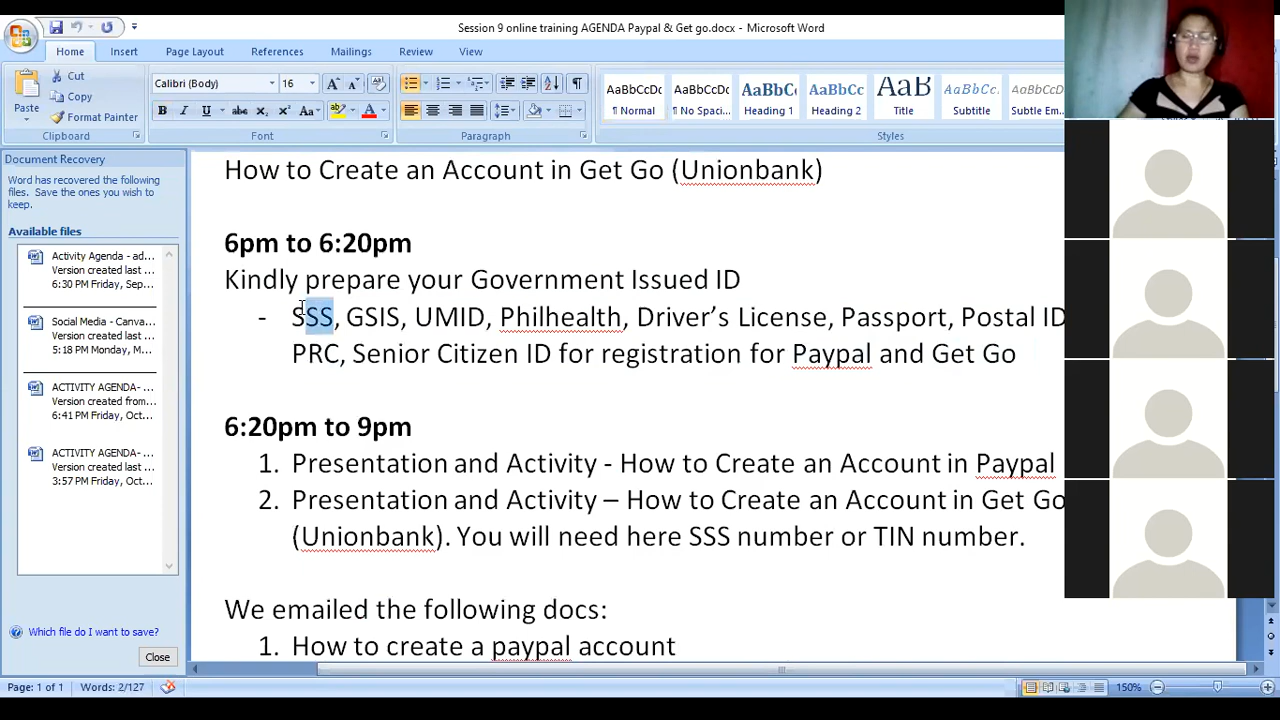 Session 9 online training AGENDA Paypal & Get go.docx - Microsoft Word
Home Insert Page Layout References Mailings Review View
Paste
Cut
Copy
Format Painter
Clipboard
Calibri (Body) 16
Font
Paragraph
AaBbCcDc AaBbCcDc AaBbCc AaBbCc AaB AaBbCcL AaBbCcDc
¶ Normal ¶ No Spaci... Heading 1 Heading 2 Title Subtitle Subtle Em...
Styles
Document Recovery
Word has recovered the following
files. Save the ones you wish to
keep.
Available files
Activity Agenda - ad...
Version created last ...
6:30 PM Friday, Sep...
Social Media - Canva...
Version created last ...
5:18 PM Monday, M...
ACTIVITY AGENDA- ...
Version created from...
6:41 PM Friday, Oct...
ACTIVITY AGENDA- ...
Version created last ...
3:57 PM Friday, Oct...
Which file do I want to save?
Close
How to Create an Account in Get Go (Unionbank)
6pm to 6:20pm
Kindly prepare your Government Issued ID
- SSS, GSIS, UMID, Philhealth, Driver's License, Passport, Postal ID
PRC, Senior Citizen ID for registration for Paypal and Get Go
6:20pm to 9pm
1. Presentation and Activity - How to Create an Account in Paypal
2. Presentation and Activity – How to Create an Account in Get Go
(Unionbank). You will need here SSS number or TIN number.
We emailed the following docs:
1. How to create a paypal account
Page: 1 of 1 Words: 2/127 150%